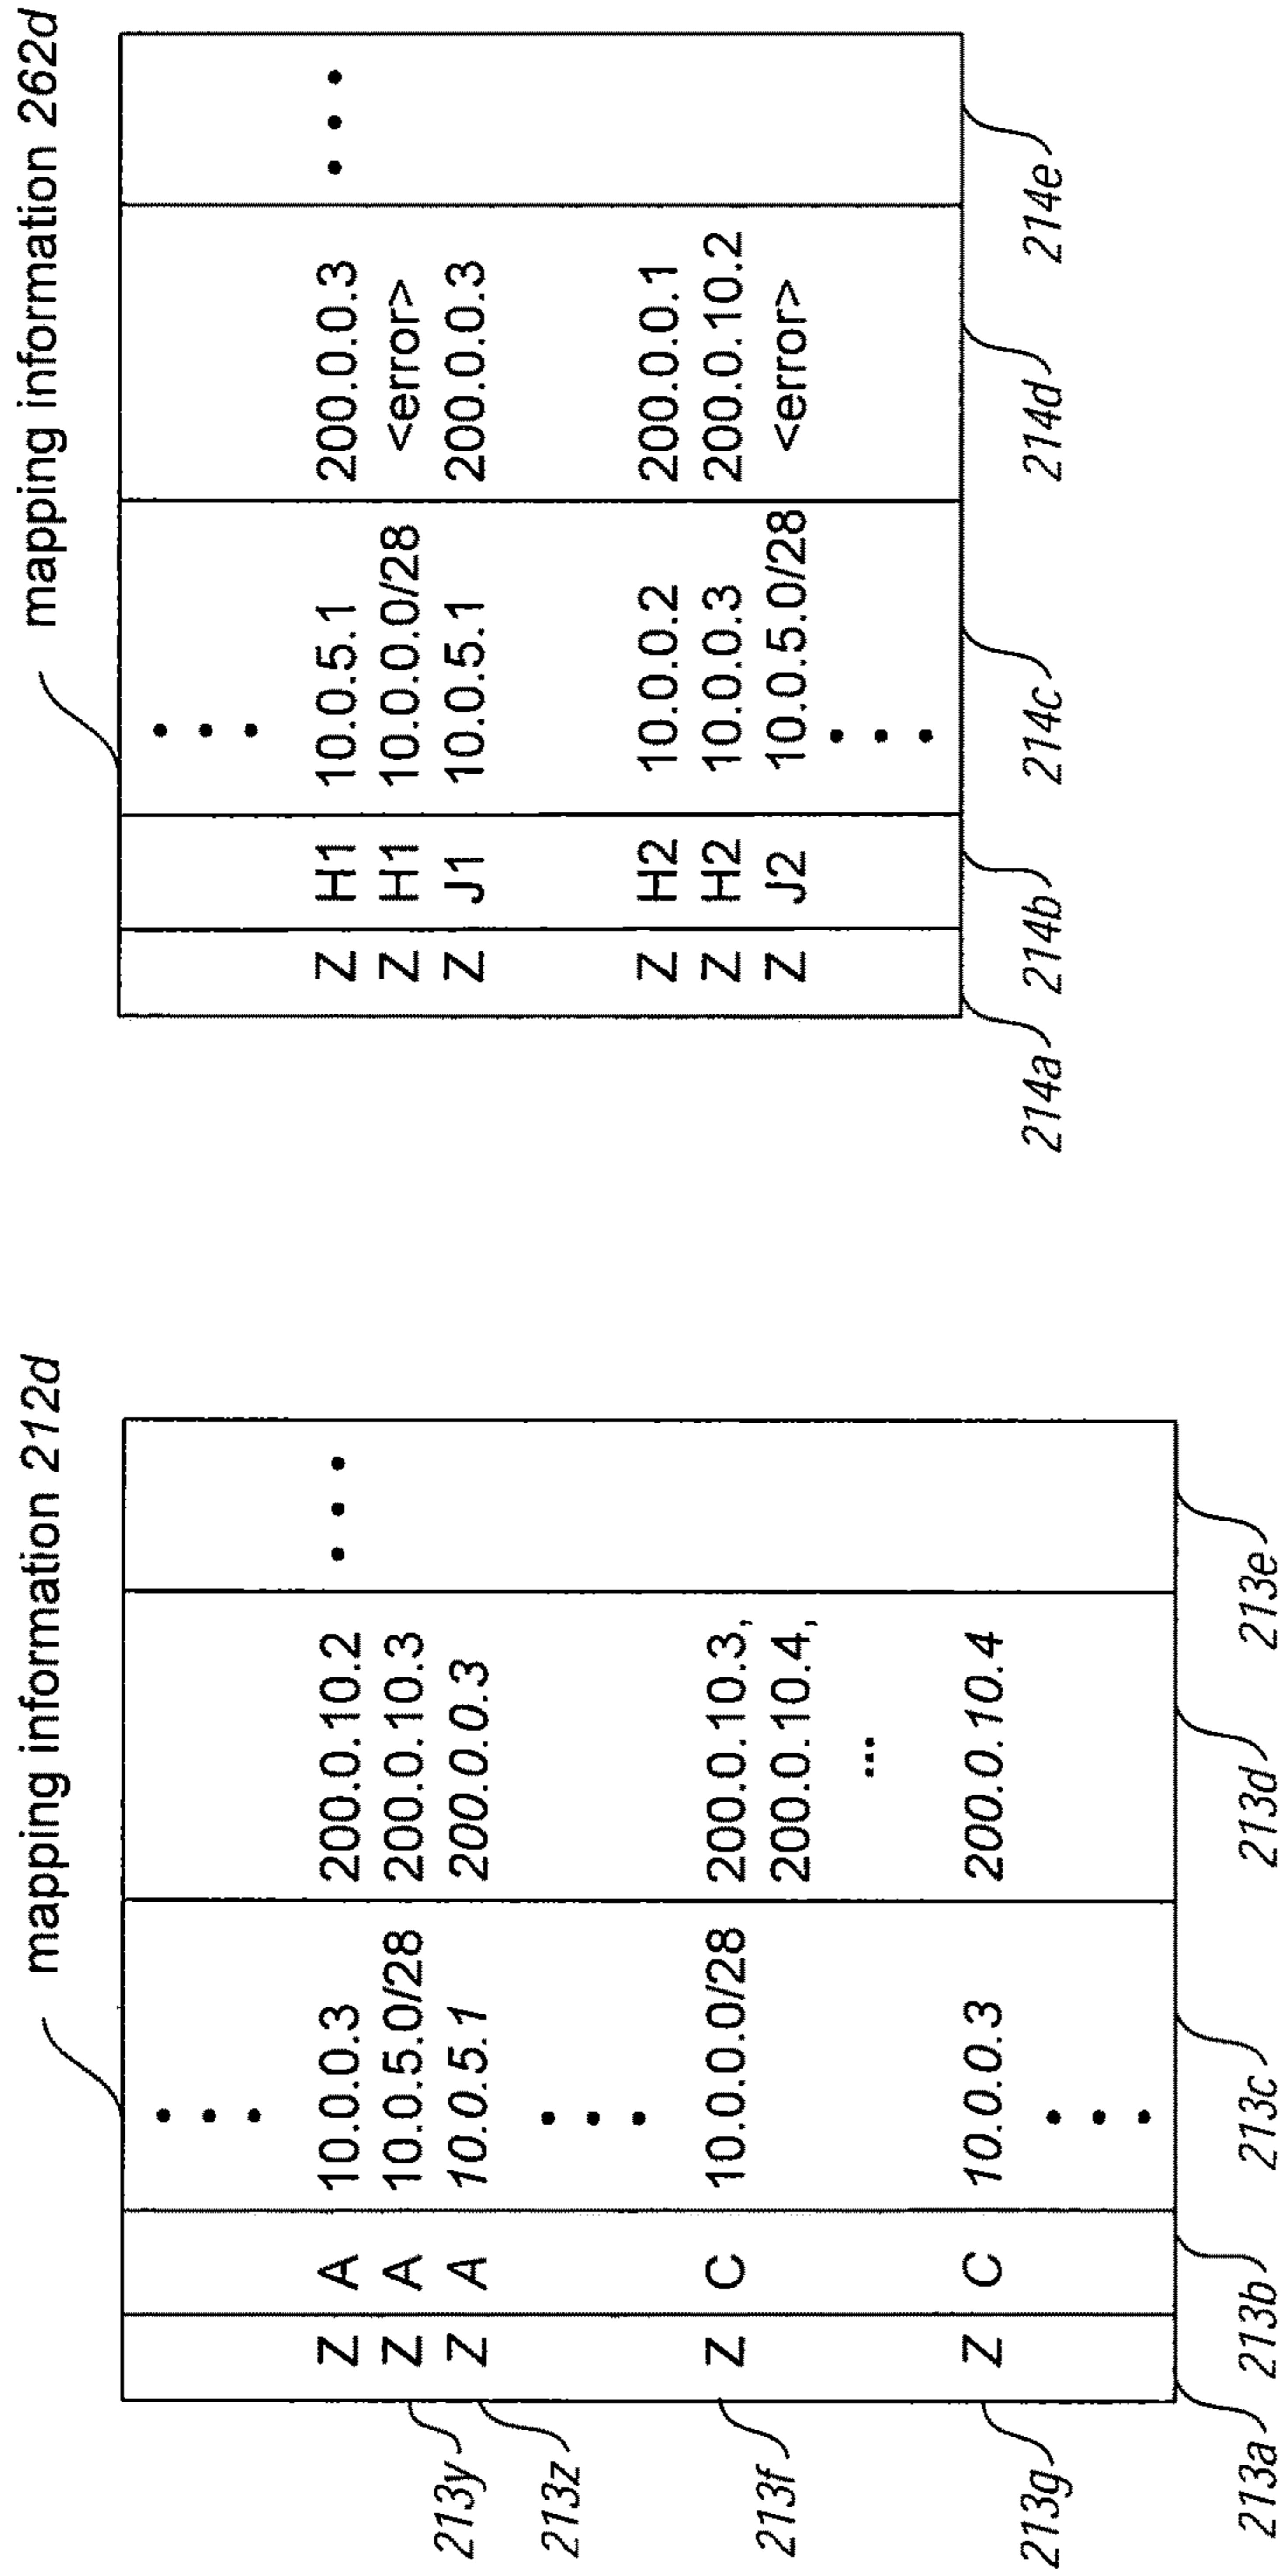 mapping information 212d
Z A 10.0.0.3 200.0.10.2 • • •
213y Z A 10.0.5.0/28 200.0.10.3
213z Z A 10.0.5.1 200.0.0.3
213f Z C 10.0.0.0/28 200.0.10.3,
200.0.10.4,
...
213g Z C 10.0.0.3 200.0.10.4
213a 213b 213c 213d 213e
mapping information 262d
Z H1 10.0.5.1 200.0.0.3 • • •
Z H1 10.0.0.0/28 <error>
Z J1 10.0.5.1 200.0.0.3
Z H2 10.0.0.2 200.0.0.1
Z H2 10.0.0.3 200.0.10.2
Z J2 10.0.5.0/28 <error>
214a 214b 214c 214d 214e